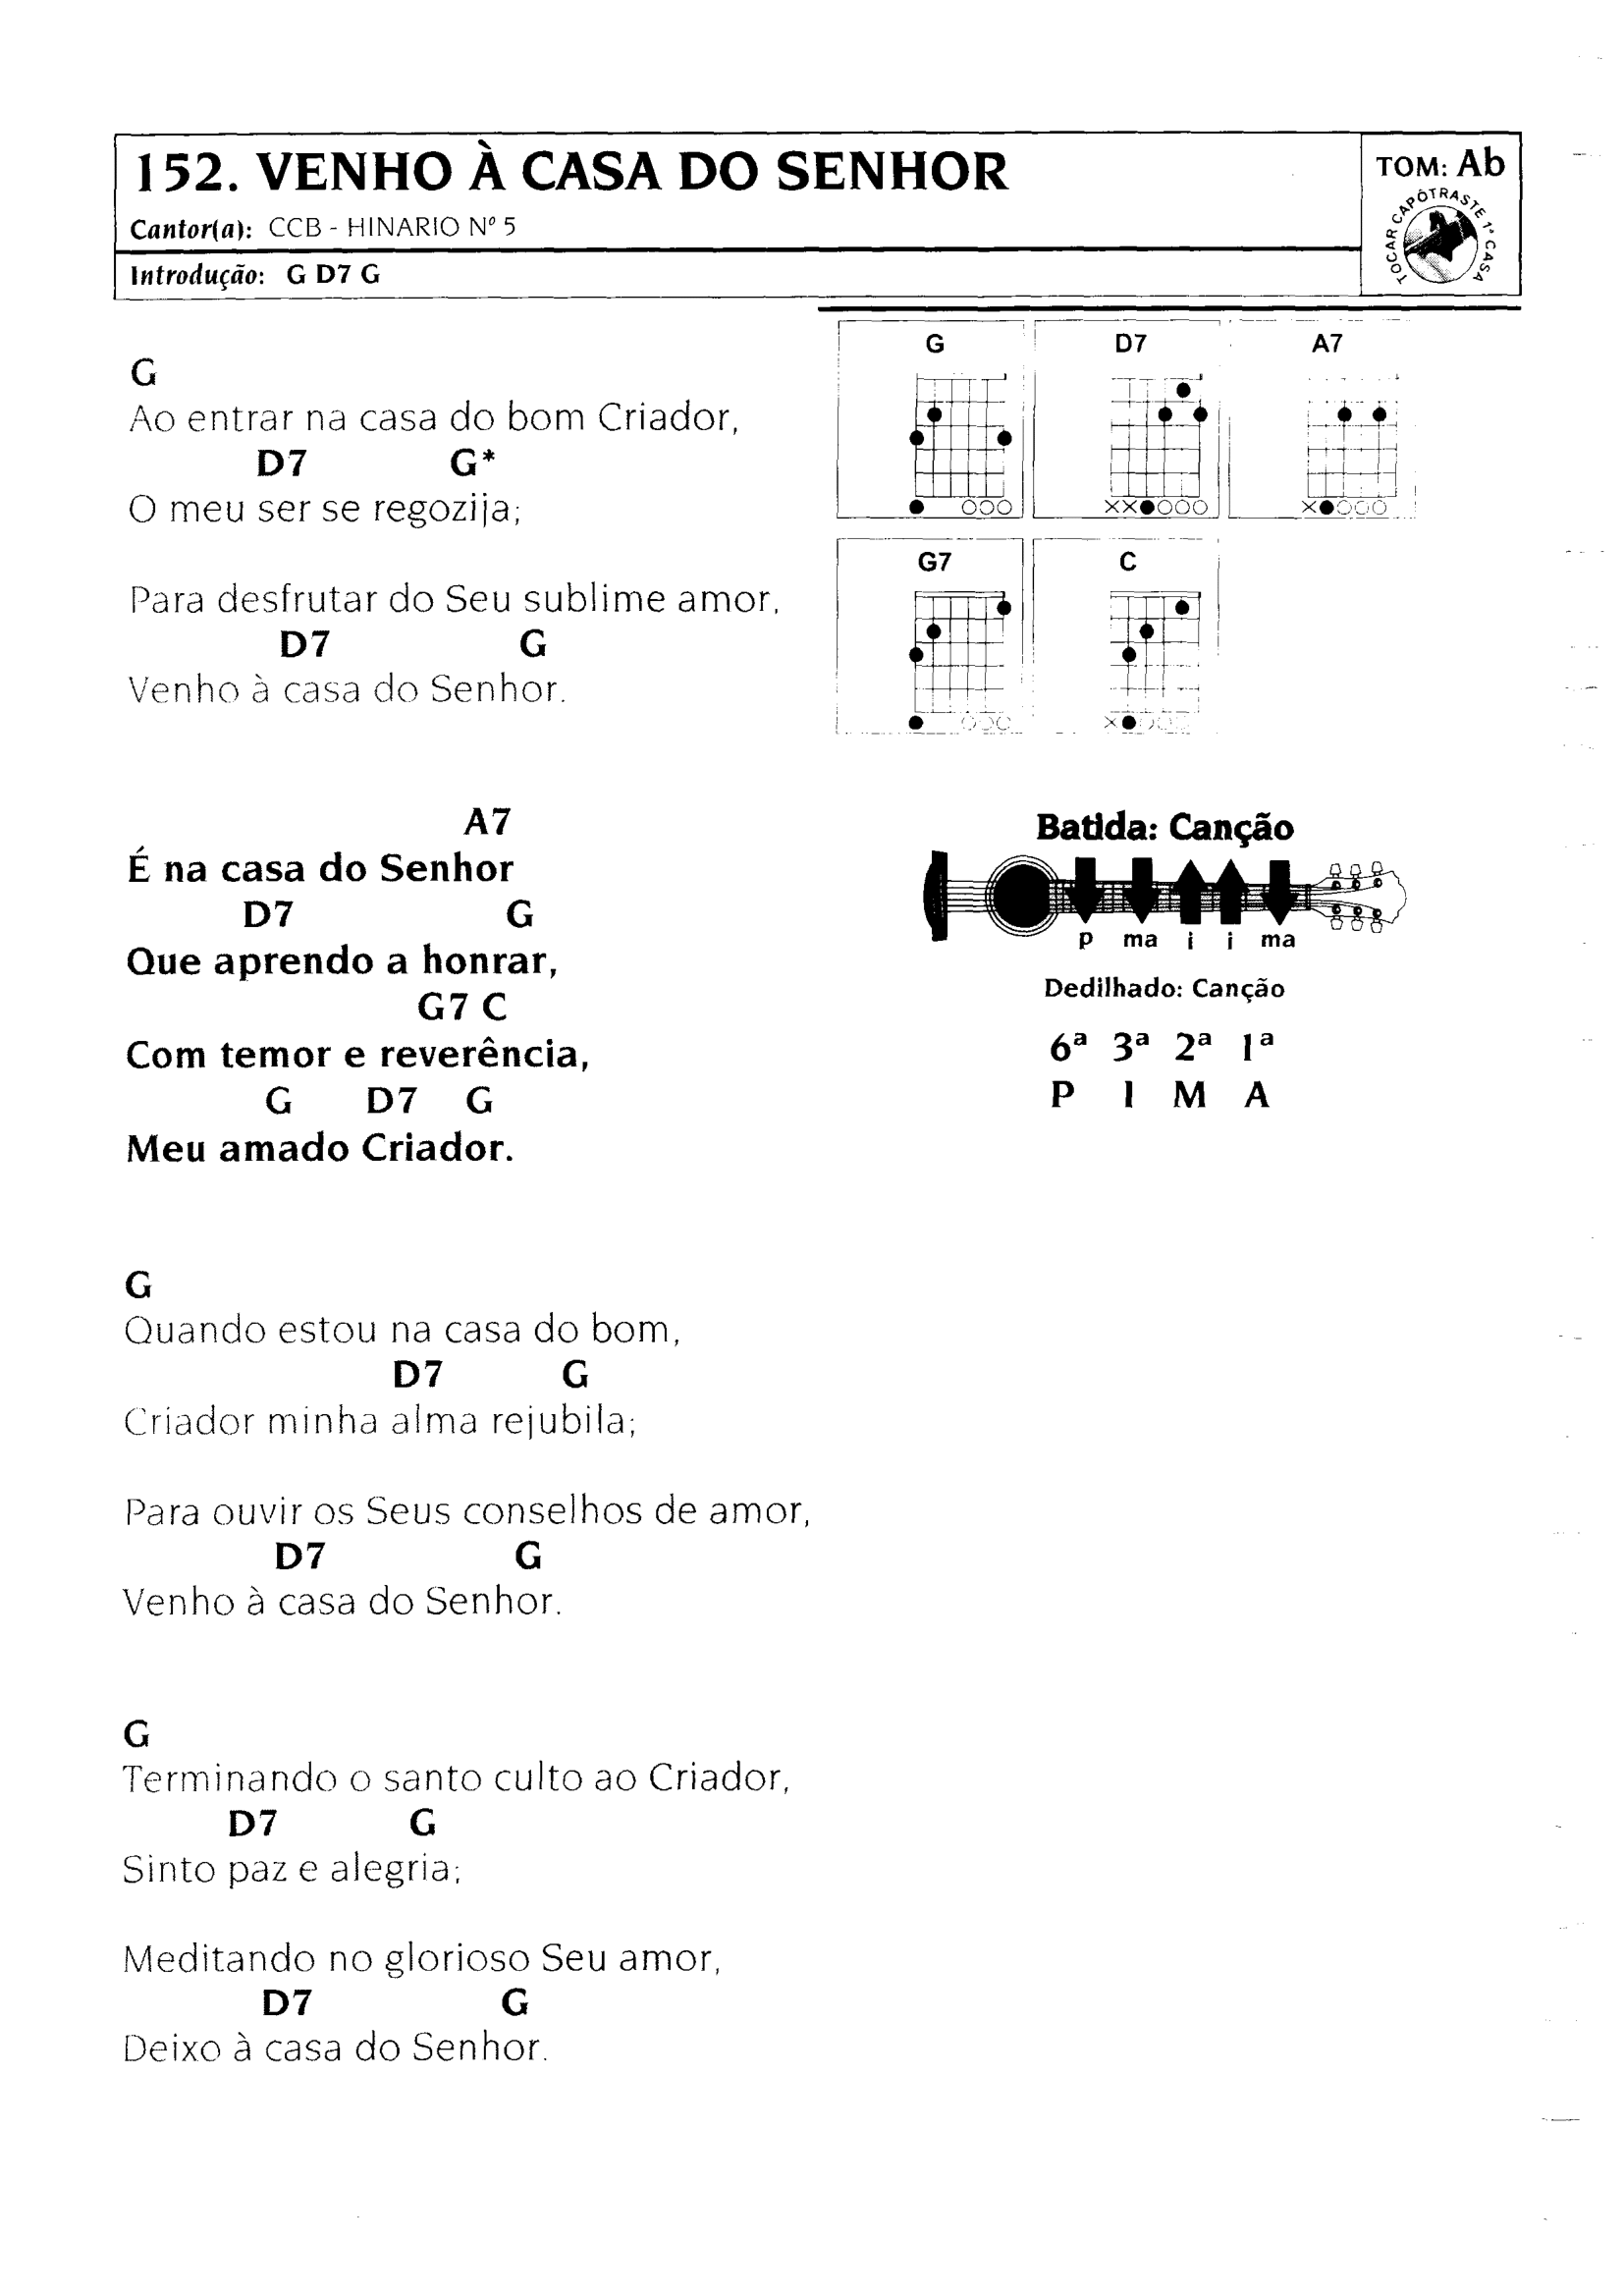 152. VENHO À CASA DO SENHOR
Cantor(a): CCB - HINARIO Nº 5
Introdução: G D7 G
TOM: Ab
TOCAR CAPÔTRASTE 1ª CASA
G
Ao entrar na casa do bom Criador,
D7 G*
O meu ser se regozija;
Para desfrutar do Seu sublime amor,
D7 G
Venho à casa do Senhor.
A7
É na casa do Senhor
D7 G
Que aprendo a honrar,
G7 C
Com temor e reverência,
G D7 G
Meu amado Criador.
G
Quando estou na casa do bom,
D7 G
Criador minha alma rejubila;
Para ouvir os Seus conselhos de amor,
D7 G
Venho à casa do Senhor.
G
Terminando o santo culto ao Criador,
D7 G
Sinto paz e alegria;
Meditando no glorioso Seu amor,
D7 G
Deixo à casa do Senhor.
G D7 A7
G7 C
Batida: Canção
p ma i i ma
Dedilhado: Canção
6ª 3ª 2ª 1ª
P I M A